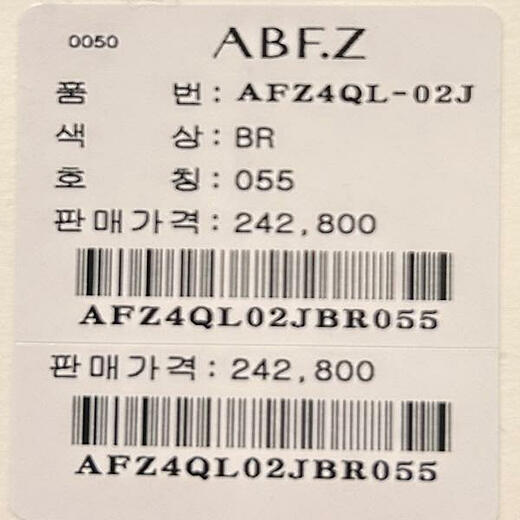 0050 ABF.Z
품 번 : AFZ4QL-02J
색 상 : BR
호 칭 : 055
판매가격 : 242,800
AFZ4QL02JBR055
판매가격 : 242,800
AFZ4QL02JBR055